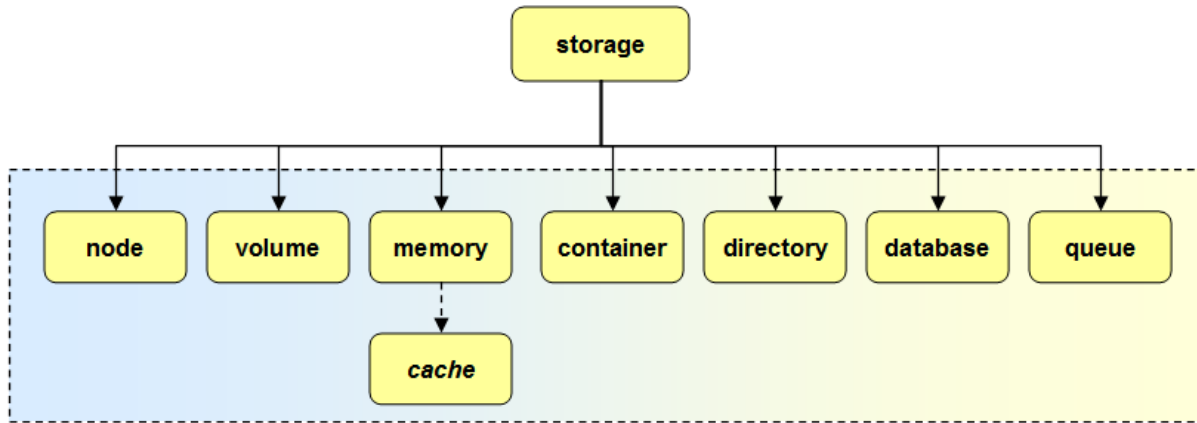 storage
node
volume
memory
container
directory
database
queue
cache